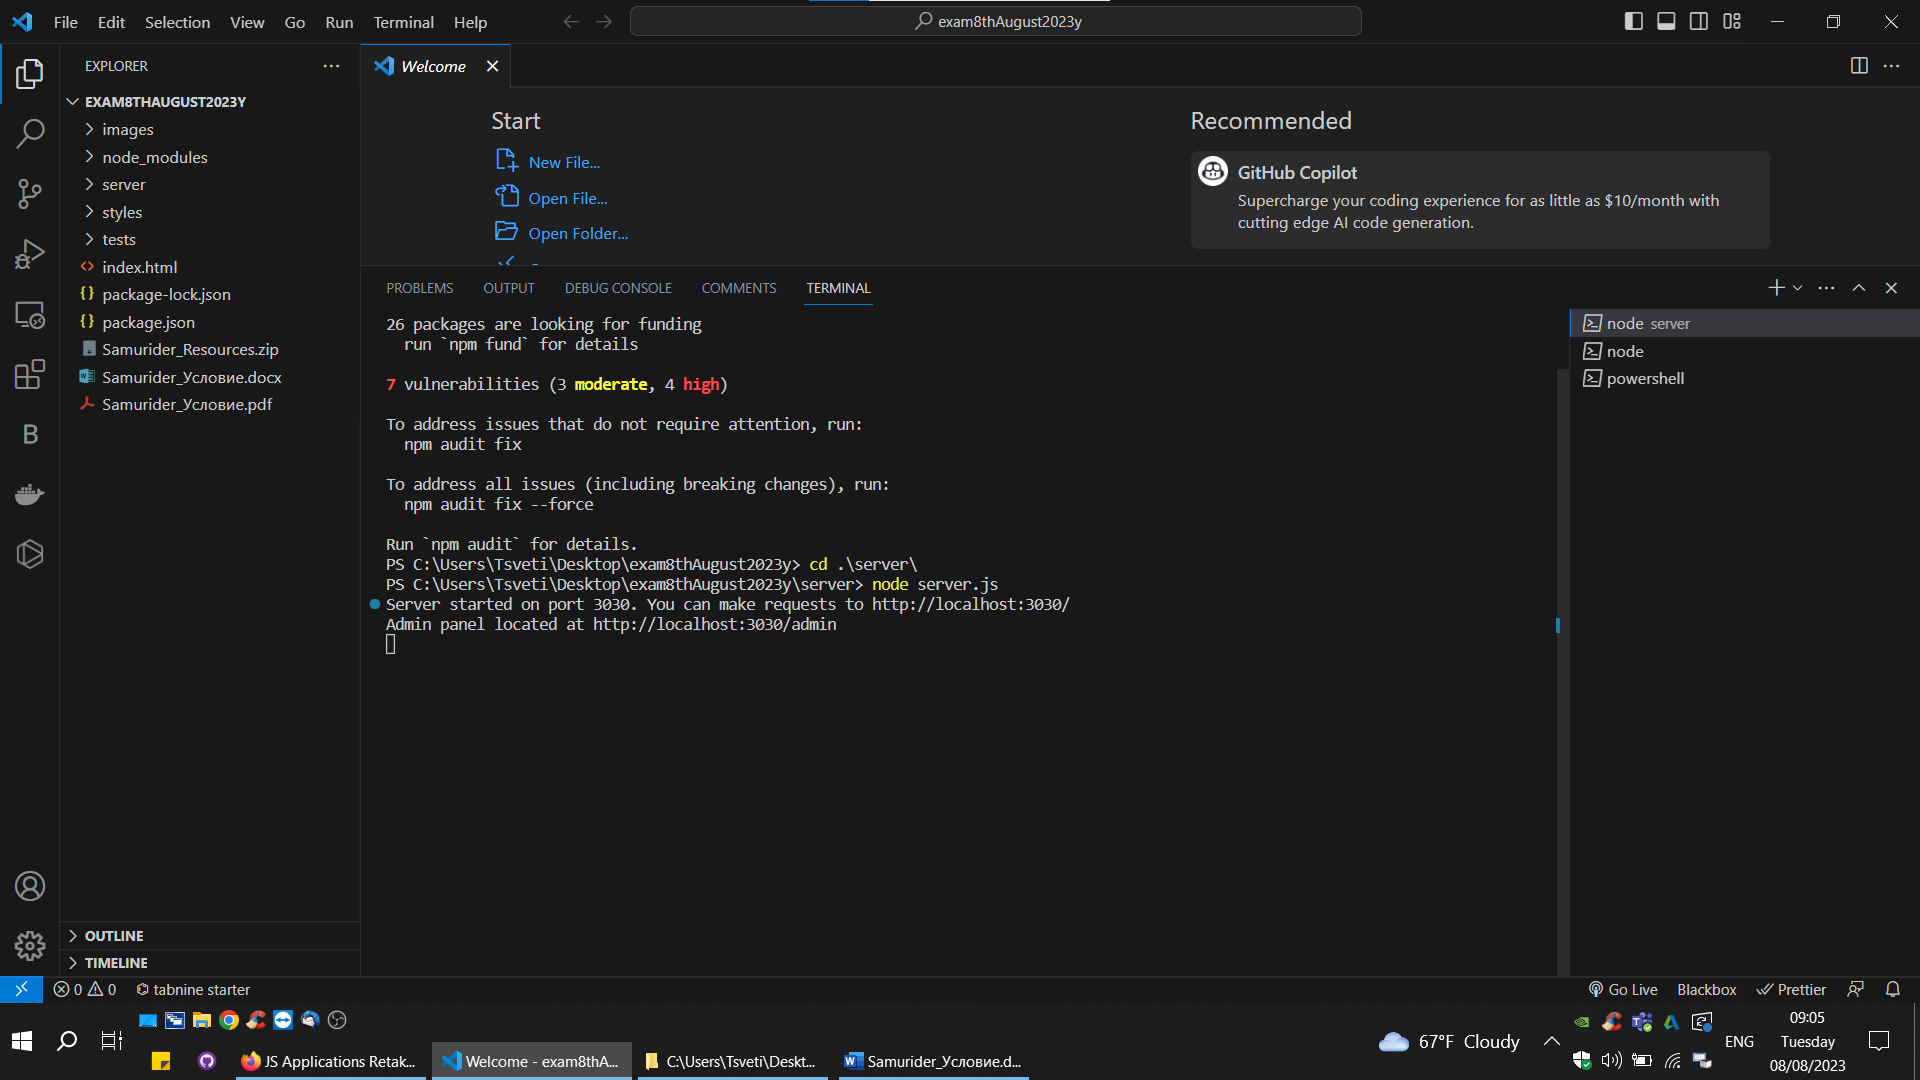 File Edit Selection View Go Run Terminal Help
exam8thAugust2023y
EXPLORER
Welcome
EXAM8THAUGUST2023Y
images
node_modules
server
styles
tests
index.html
package-lock.json
package.json
Samurider_Resources.zip
Samurider_Условие.docx
Samurider_Условие.pdf
OUTLINE
TIMELINE
Start
New File...
Open File...
Open Folder...
Recommended
GitHub Copilot
Supercharge your coding experience for as little as $10/month with
cutting edge AI code generation.
PROBLEMS OUTPUT DEBUG CONSOLE COMMENTS TERMINAL
26 packages are looking for funding
run `npm fund` for details
7 vulnerabilities (3 moderate, 4 high)
To address issues that do not require attention, run:
npm audit fix
To address all issues (including breaking changes), run:
npm audit fix --force
Run `npm audit` for details.
PS C:\Users\Tsveti\Desktop\exam8thAugust2023y> cd .\server\
PS C:\Users\Tsveti\Desktop\exam8thAugust2023y\server> node server.js
Server started on port 3030. You can make requests to http://localhost:3030/
Admin panel located at http://localhost:3030/admin
node server
node
powershell
0 0 tabnine starter
Go Live Blackbox Prettier
JS Applications Retak...
Welcome - exam8thA...
C:\Users\Tsveti\Deskt...
Samurider_Условие.d...
67°F Cloudy
ENG
09:05
Tuesday
08/08/2023